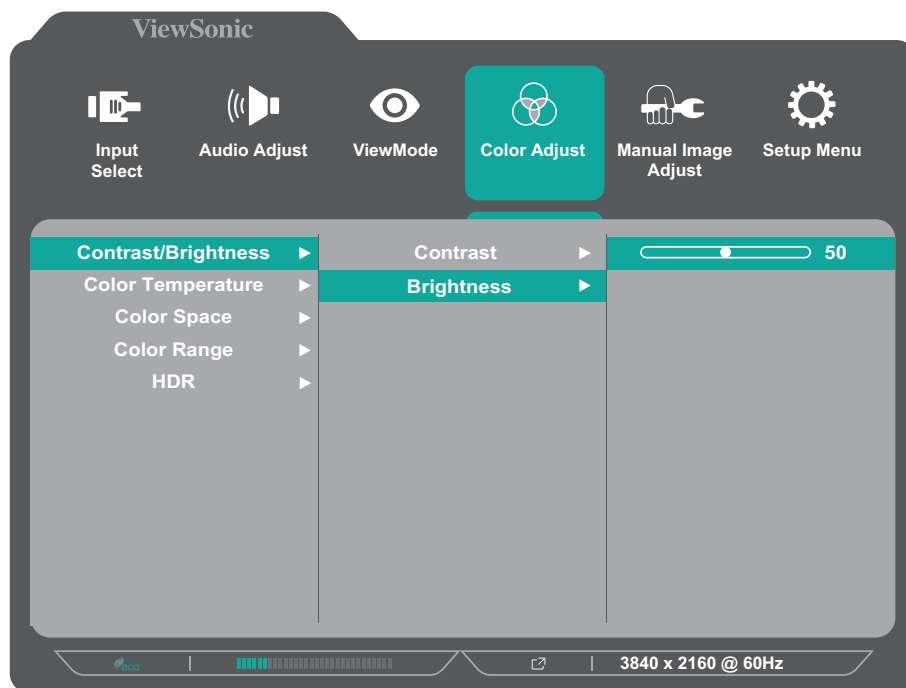 ViewSonic
Input
Select
Audio Adjust
ViewMode
Color Adjust
Manual Image
Adjust
Setup Menu
Contrast/Brightness
Color Temperature
Color Space
Color Range
HDR
Contrast
Brightness
50
eco
3840 x 2160 @ 60Hz